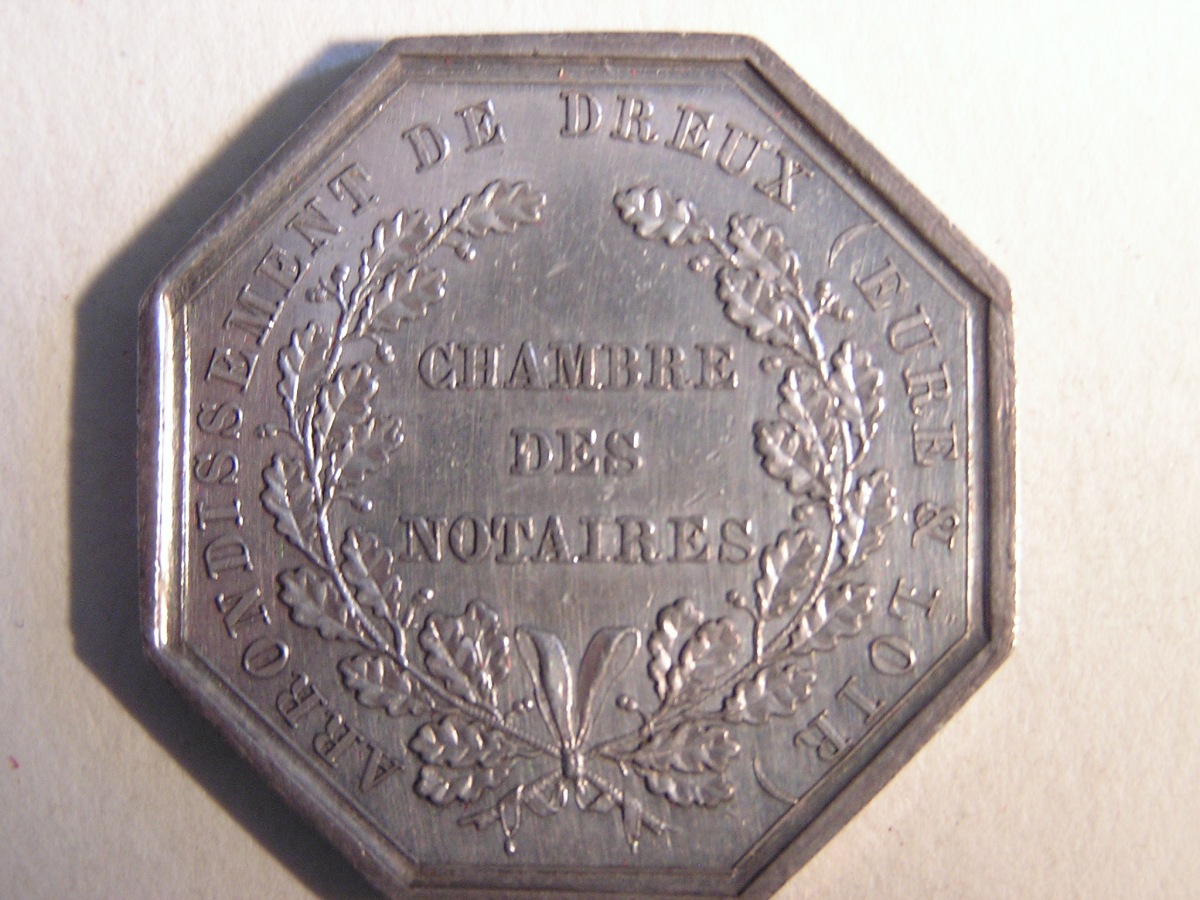 ARRONDISSEMENT DE DREUX (EURE & LOIR)
CHAMBRE
DES
NOTAIRES